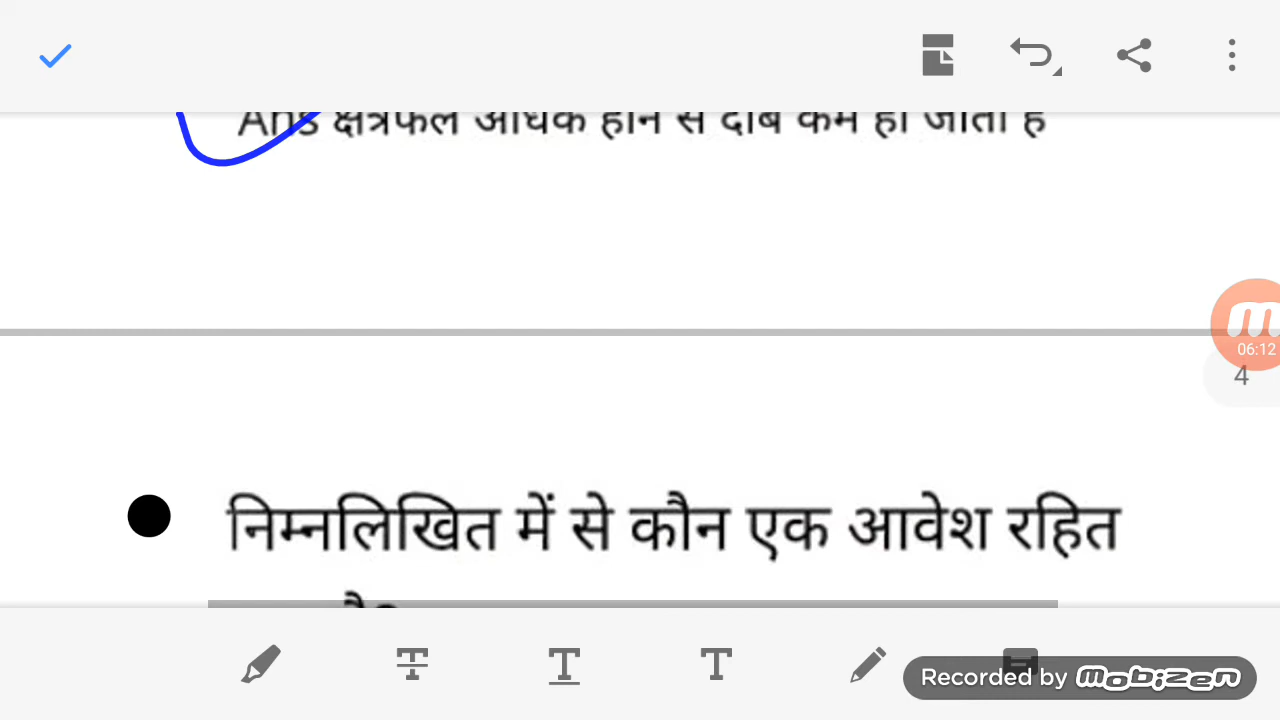 Ans क्षेत्रफल अधिक होने से दाब कम हो जाता है
06:12
4
निम्नलिखित में से कौन एक आवेश रहित
T T T
Recorded by mobizen